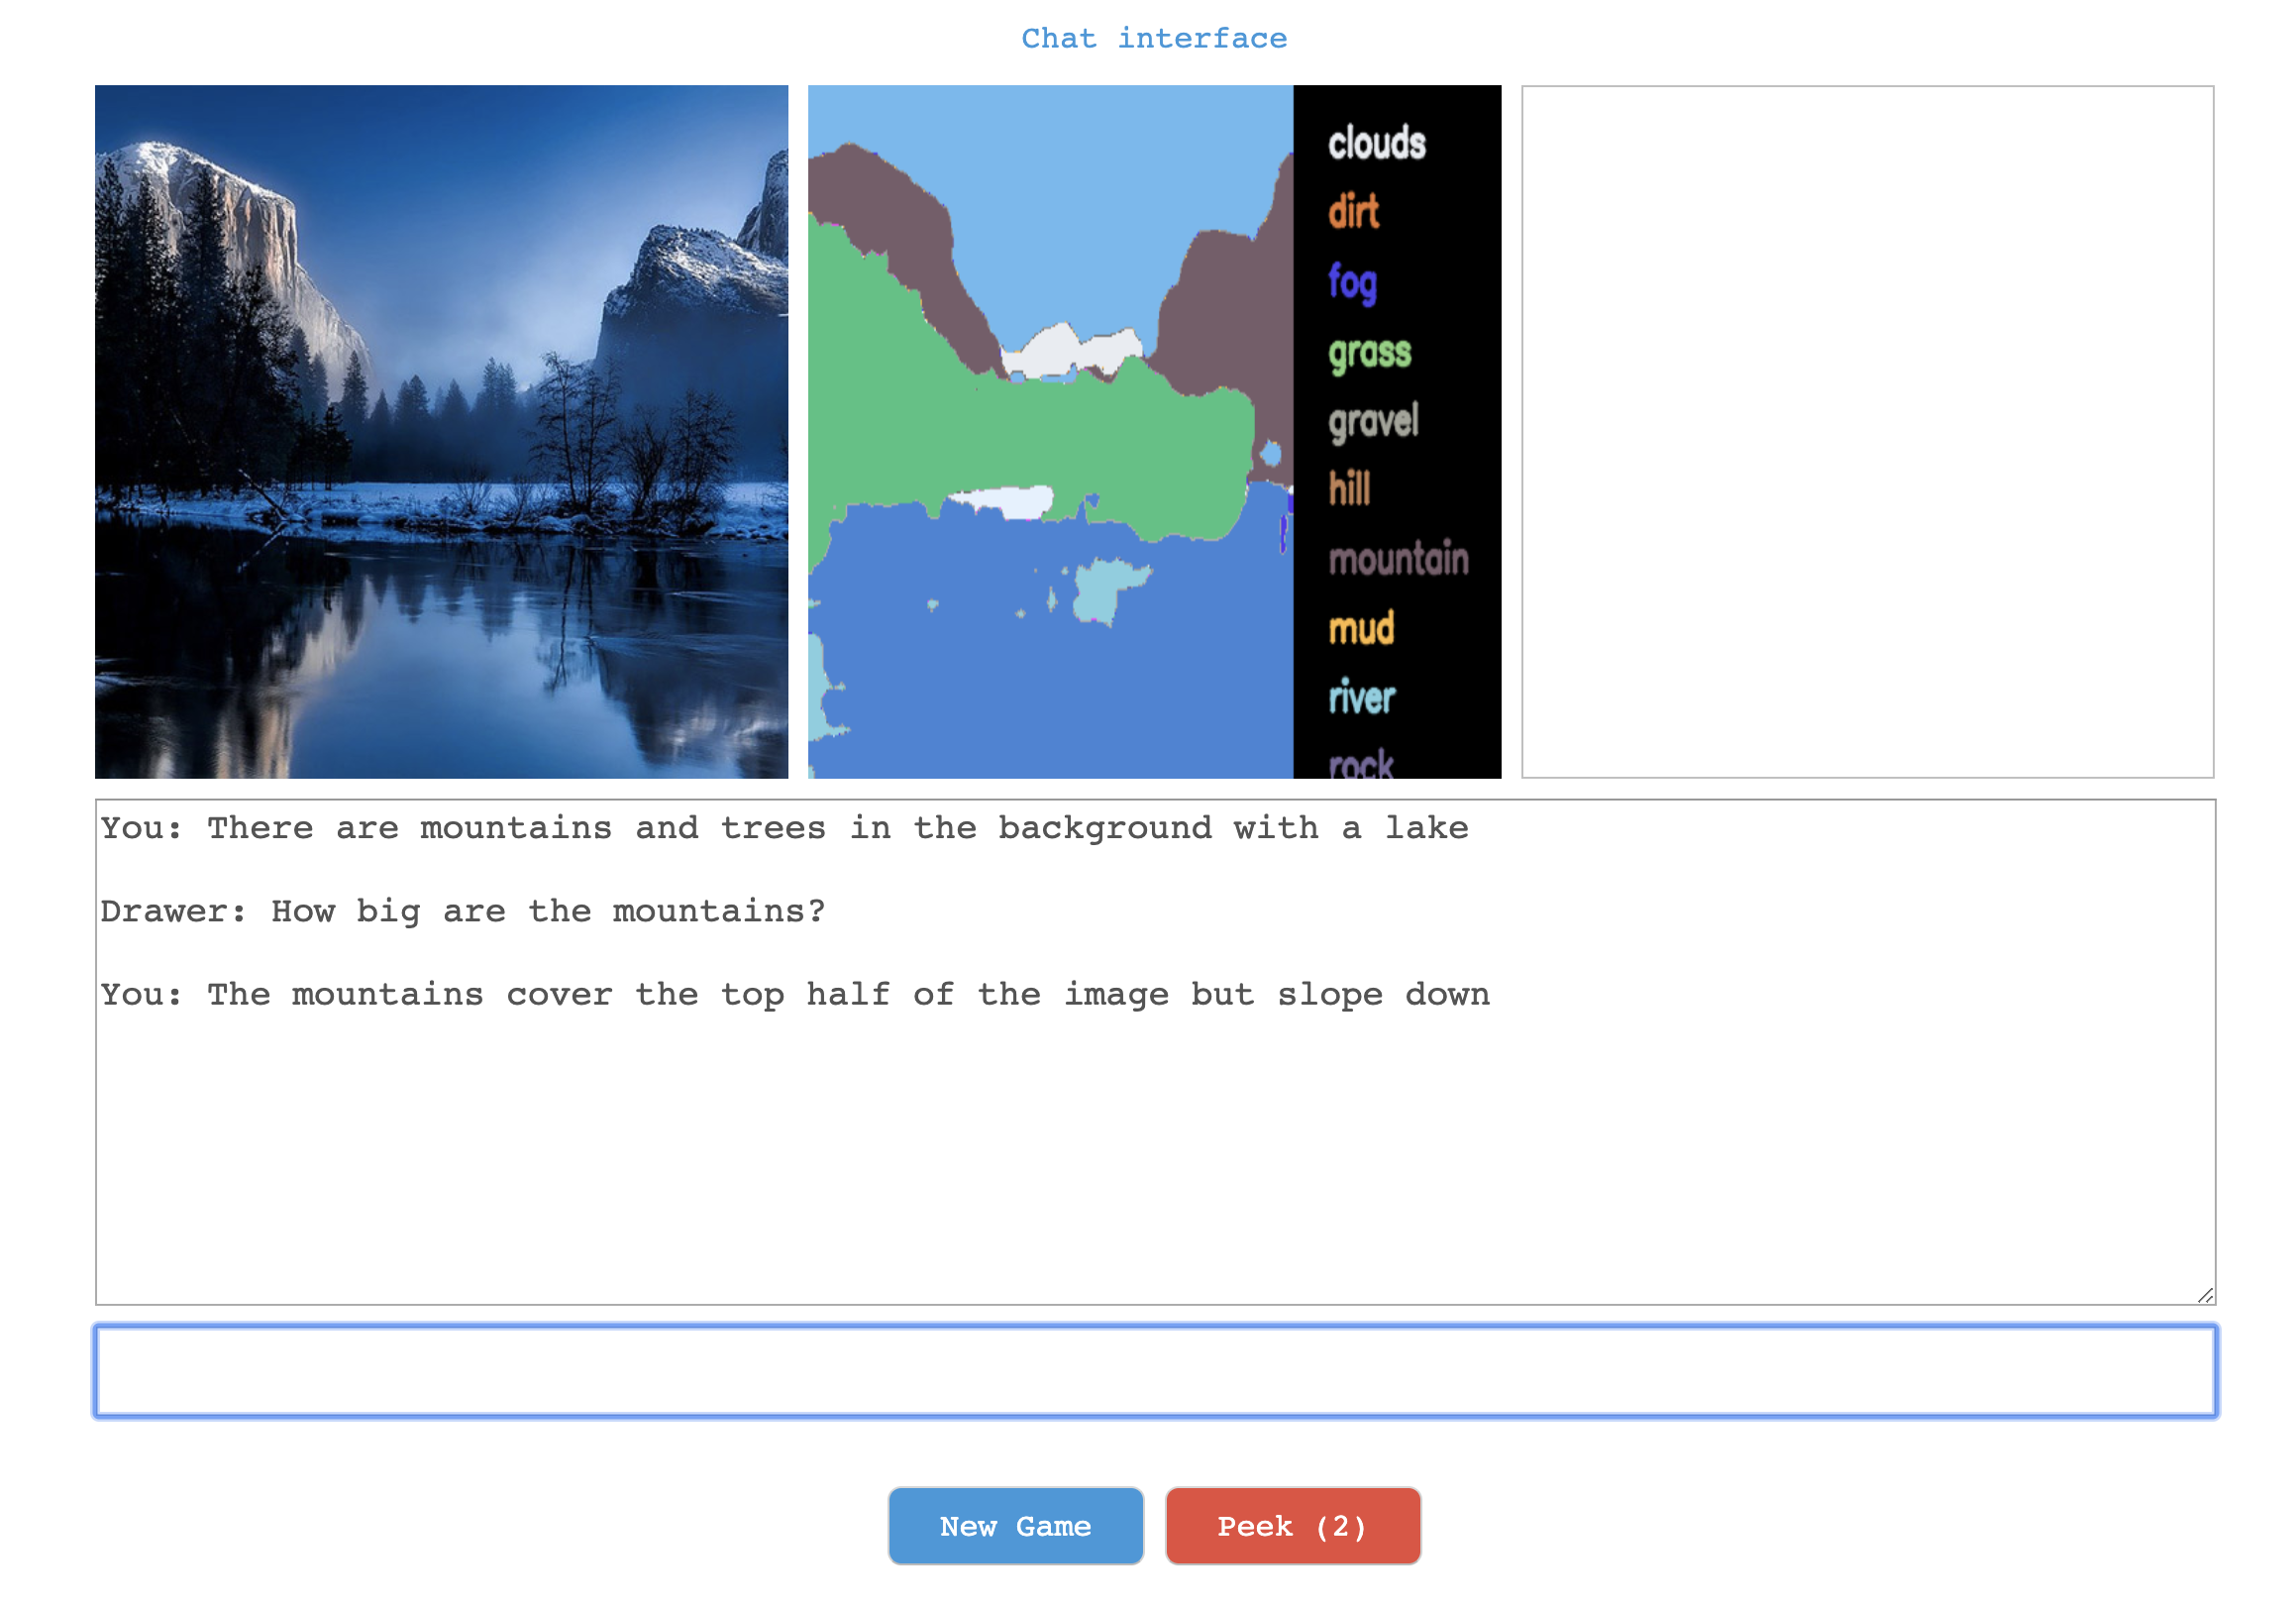 Chat interface
clouds
dirt
fog
grass
gravel
hill
mountain
mud
river
rock
You: There are mountains and trees in the background with a lake
Drawer: How big are the mountains?
You: The mountains cover the top half of the image but slope down
New Game
Peek (2)